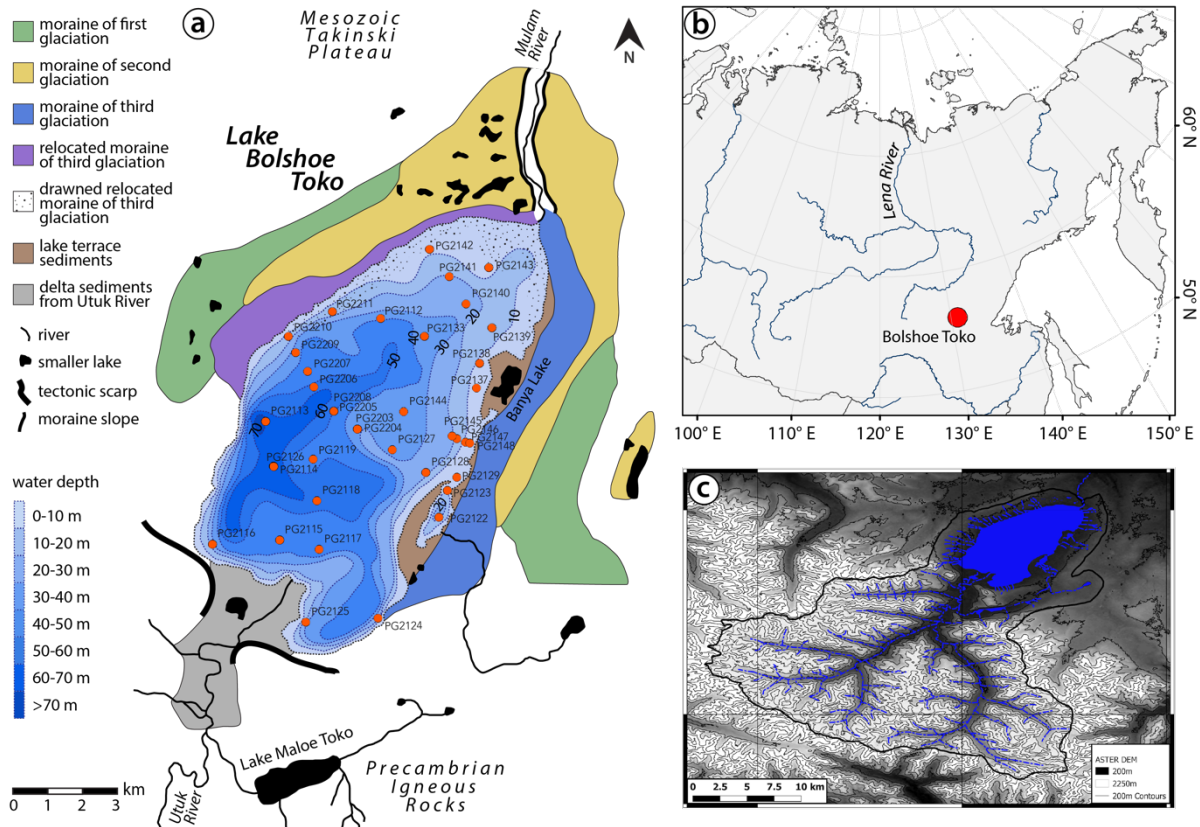 a
Mesozoic
Takinski
Plateau
Mulam
River
N
moraine of first
glaciation
moraine of second
glaciation
moraine of third
glaciation
relocated moraine
of third glaciation
drawned relocated
moraine of third
glaciation
lake terrace
sediments
delta sediments
from Utuk River
river
smaller lake
tectonic scarp
moraine slope
water depth
0-10 m
10-20 m
20-30 m
30-40 m
40-50 m
50-60 m
60-70 m
>70 m
0 1 2 3 km
Lake
Bolshoe
Toko
PG2142
PG2141
PG2143
PG2140
PG2211
PG2112
PG2133
20
10
PG2139
PG2210
40
30
PG2209
50
PG2138
PG2207
PG2206
PG2137
Banya Lake
PG2208
60
PG2205
PG2144
PG2113
70
PG2203
PG2204
PG2145
PG2146
PG2147
PG2148
PG2127
PG2126
PG2119
PG2114
PG2128
PG2129
PG2123
PG2118
20
PG2122
PG2116
PG2115
PG2117
PG2125
PG2124
Lake Maloe Toko
Utuk
River
Precambrian
Igneous
Rocks
b
Lena River
Bolshoe Toko
60° N
50° N
100° E
110° E
120° E
130° E
140° E
150° E
c
0 2.5 5 7.5 10 km
ASTER DEM
200m
2250m
200m Contours